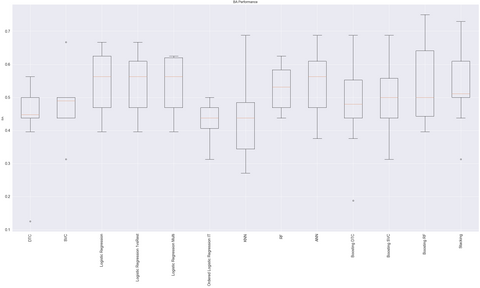 BA Performance
0.7
0.6
0.5
0.4
0.3
0.2
0.1
DTC
SVC
Logistic Regression
Logistic Regression 1vsRest
Logistic Regression Multi
Ordered Logistic Regression IT
KNN
RF
ANN
Boosting DTC
Boosting SVC
Boosting RF
Stacking